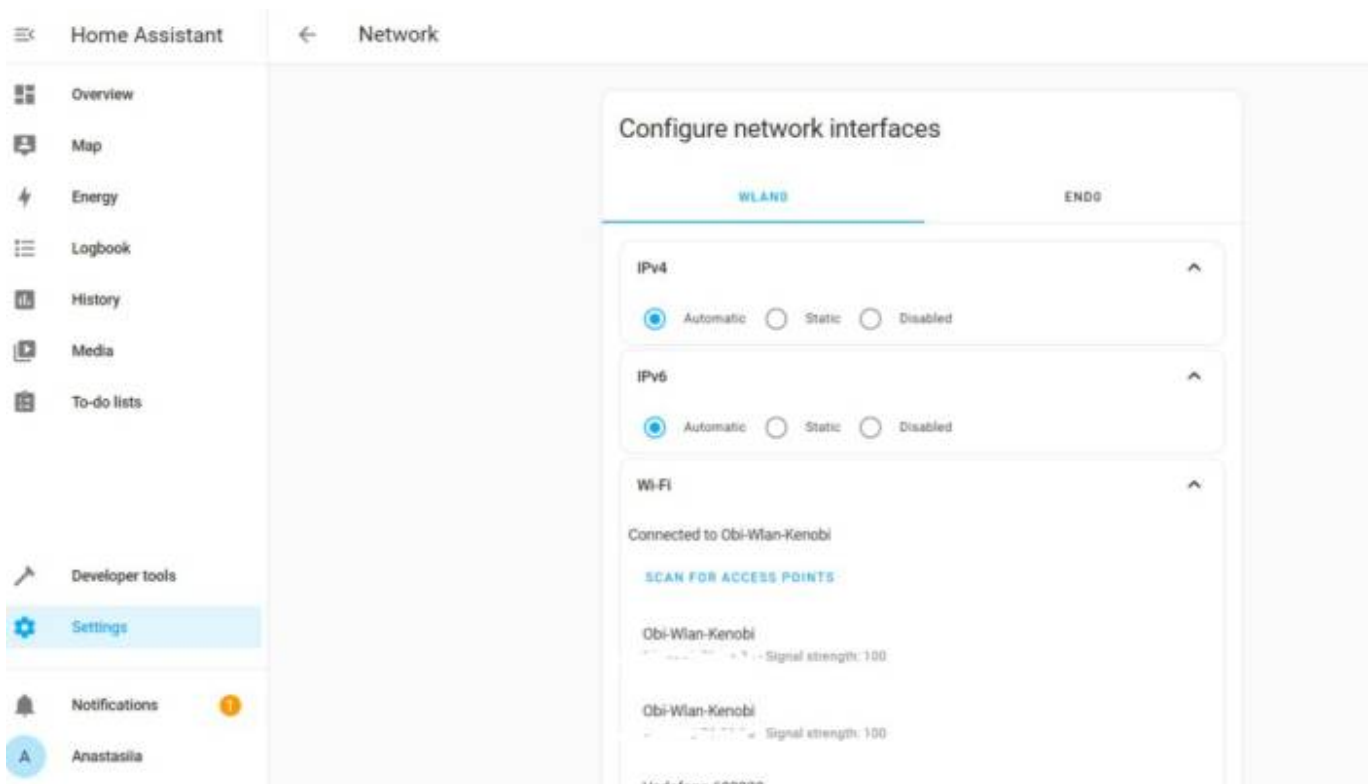 Home Assistant
Network
Overview
Map
Energy
Logbook
History
Media
To-do lists
Developer tools
Settings
Notifications
Anastasiia
Configure network interfaces
WLAN0
END0
IPv4
Automatic Static Disabled
IPv6
Automatic Static Disabled
Wi-Fi
Connected to Obi-Wlan-Kenobi
SCAN FOR ACCESS POINTS
Obi-Wlan-Kenobi
Signal strength: 100
Obi-Wlan-Kenobi
Signal strength: 100